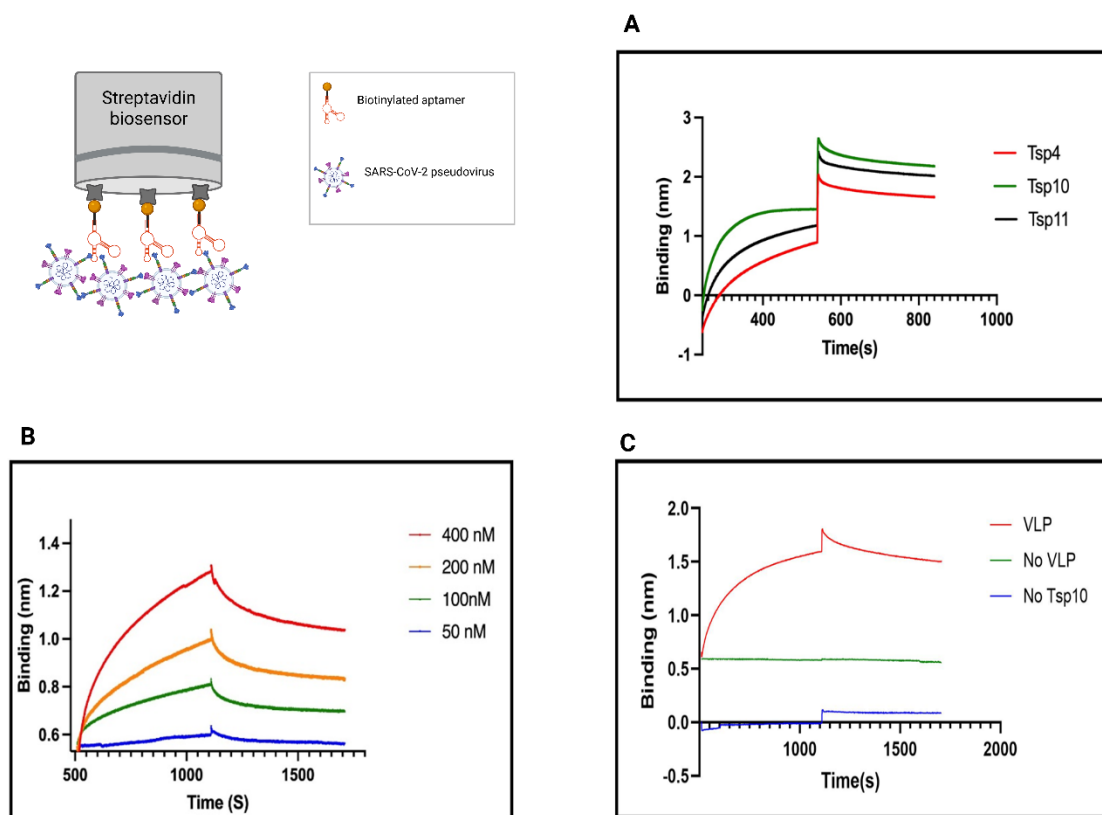 A
Streptavidin
biosensor
Biotinylated aptamer
SARS-CoV-2 pseudovirus
3
2
1
0
-1
400
600
800
1000
Binding (nm)
Time(s)
Tsp4
Tsp10
Tsp11
B
1.4
1.2
1.0
0.8
0.6
500
1000
1500
Binding (nm)
Time (S)
400 nM
200 nM
100nM
50 nM
C
2.0
1.5
1.0
0.5
0.0
-0.5
1000
1500
2000
Binding (nm)
Time(s)
VLP
No VLP
No Tsp10